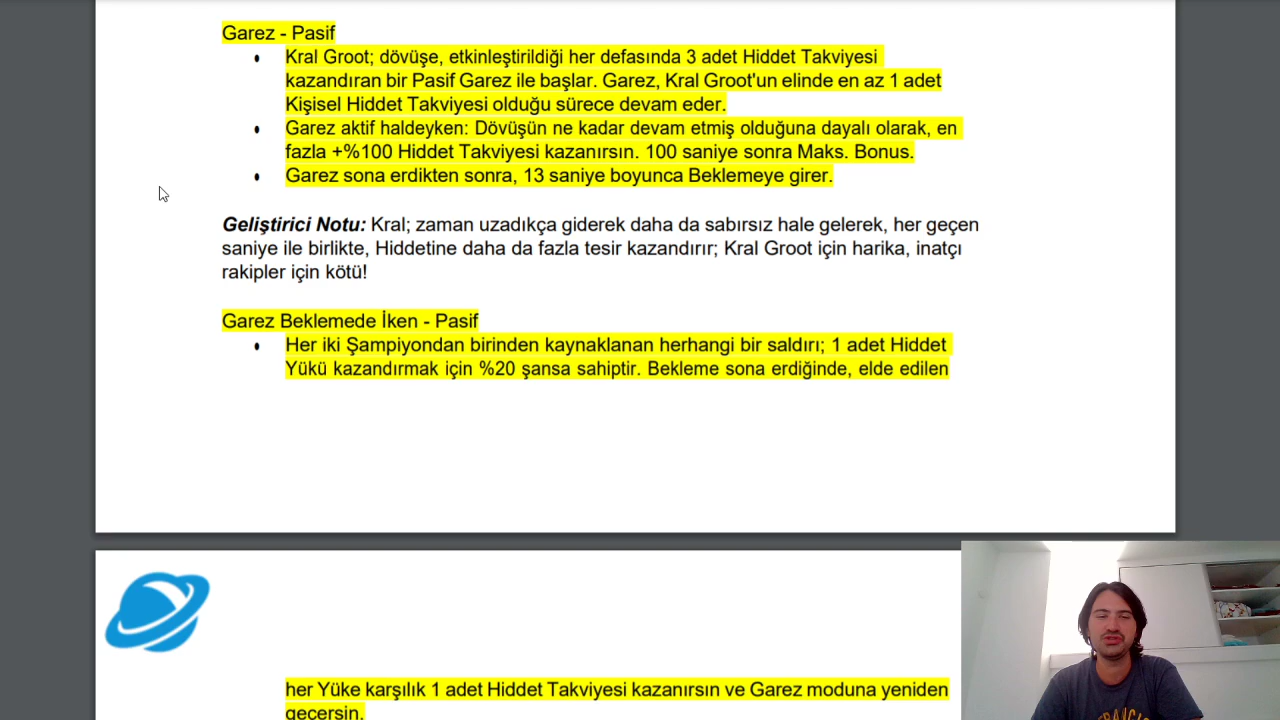 Garez - Pasif
Kral Groot; dövüşe, etkinleştirildiği her defasında 3 adet Hiddet Takviyesi
kazandıran bir Pasif Garez ile başlar. Garez, Kral Groot'un elinde en az 1 adet
Kişisel Hiddet Takviyesi olduğu sürece devam eder.
Garez aktif haldeyken: Dövüşün ne kadar devam etmiş olduğuna dayalı olarak, en
fazla +%100 Hiddet Takviyesi kazanırsın. 100 saniye sonra Maks. Bonus.
Garez sona erdikten sonra, 13 saniye boyunca Beklemeye girer.
Geliştirici Notu: Kral; zaman uzadıkça giderek daha da sabırsız hale gelerek, her geçen
saniye ile birlikte, Hiddetine daha da fazla tesir kazandırır; Kral Groot için harika, inatçı
rakipler için kötü!
Garez Beklemede İken - Pasif
Her iki Şampiyondan birinden kaynaklanan herhangi bir saldırı; 1 adet Hiddet
Yükü kazandırmak için %20 şansa sahiptir. Bekleme sona erdiğinde, elde edilen
her Yüke karşılık 1 adet Hiddet Takviyesi kazanırsın ve Garez moduna yeniden
geçersin.